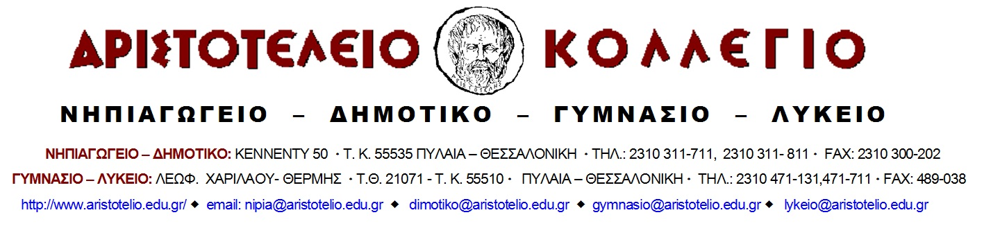 ΑΡΙΣΤΟΤΕΛΕΙΟ ΚΟΛΛΕΓΙΟ
ΝΗΠΙΑΓΩΓΕΙΟ – ΔΗΜΟΤΙΚΟ – ΓΥΜΝΑΣΙΟ – ΛΥΚΕΙΟ
ΝΗΠΙΑΓΩΓΕΙΟ – ΔΗΜΟΤΙΚΟ: KENNENTY 50 · Τ. Κ. 55535 ΠΥΛΑΙΑ – ΘΕΣΣΑΛΟΝΙΚΗ · ΤΗΛ.: 2310 311-711, 2310 311- 811 · FAX: 2310 300-202
ΓΥΜΝΑΣΙΟ – ΛΥΚΕΙΟ: ΛΕΩΦ. ΧΑΡΙΛΑΟΥ- ΘΕΡΜΗΣ · Τ.Θ. 21071 - Τ. Κ. 55510 · ΠΥΛΑΙΑ – ΘΕΣΣΑΛΟΝΙΚΗ · ΤΗΛ.: 2310 471-131,471-711 · FAX: 489-038
http://www.aristotelio.edu.gr/ ◆ email: nipia@aristotelio.edu.gr ◆ dimotiko@aristotelio.edu.gr ◆ gymnasio@aristotelio.edu.gr ◆ lykeio@aristotelio.edu.gr